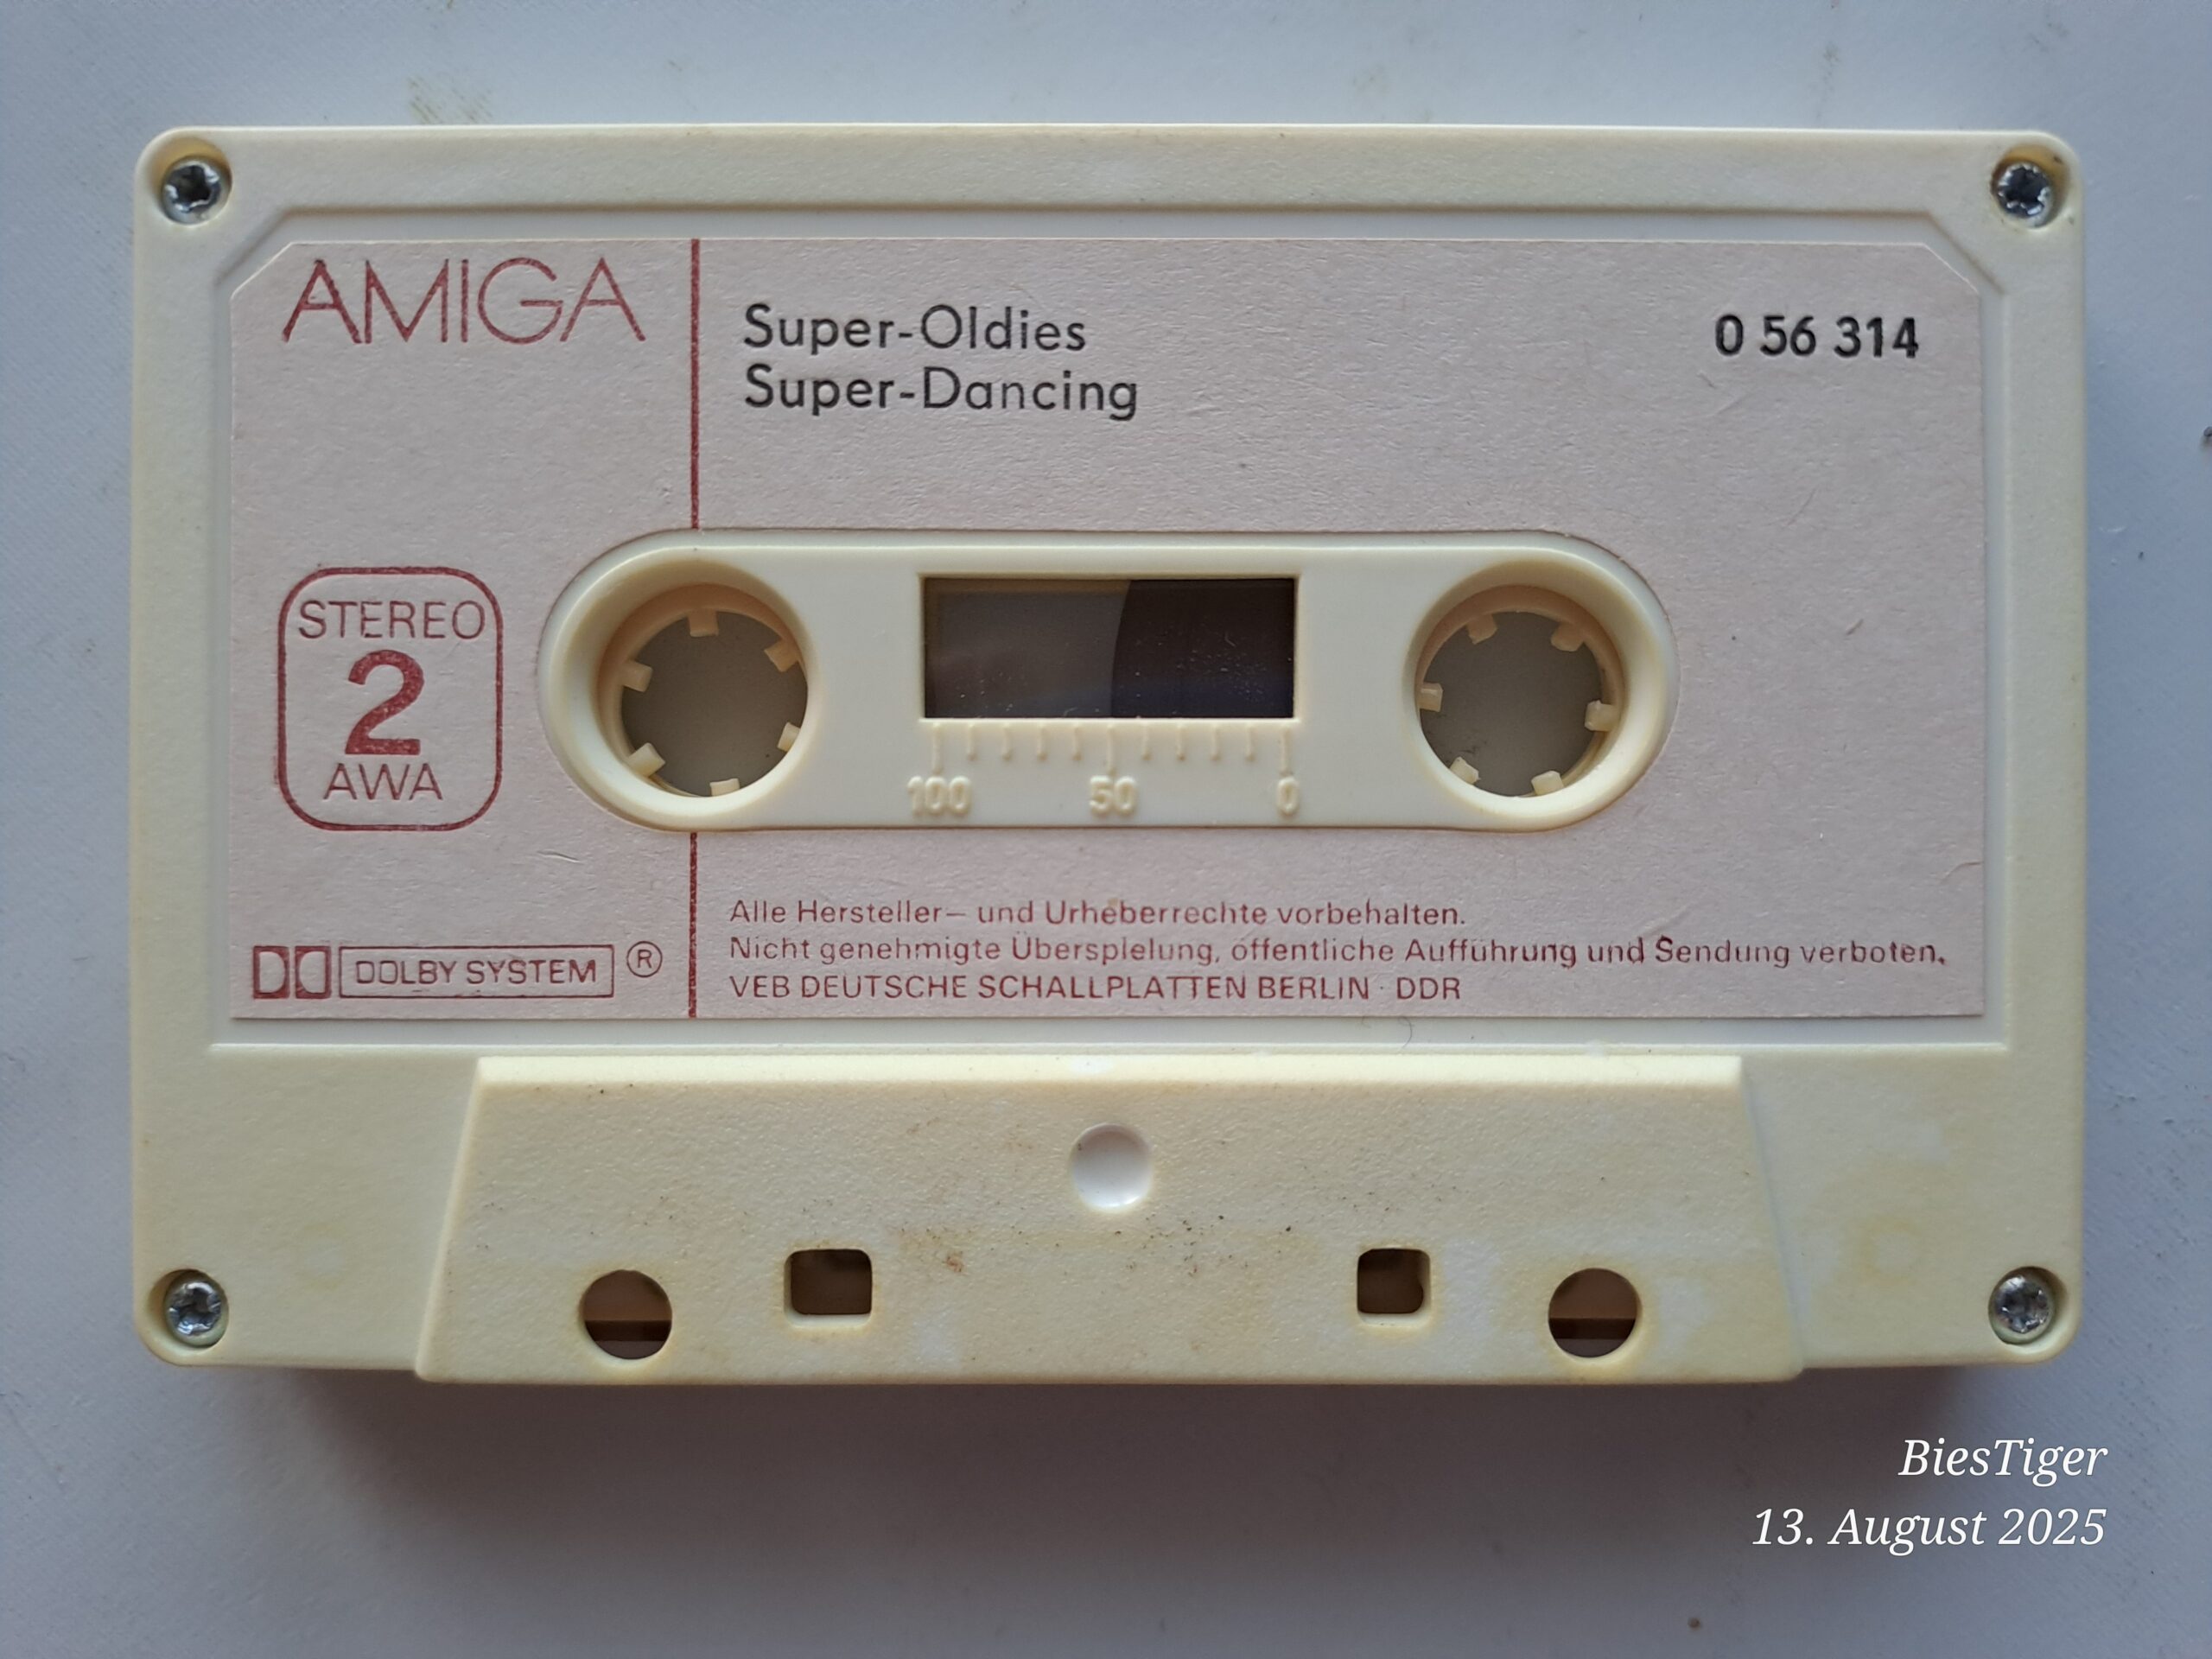 AMIGA
Super-Oldies
Super-Dancing
0 56 314
STEREO
2
AWA
100 50 0
DOLBY SYSTEM ®
Alle Hersteller— und Urheberrechte vorbehalten.
Nicht genehmigte Überspielung, öffentliche Aufführung und Sendung verboten.
VEB DEUTSCHE SCHALLPLATTEN BERLIN · DDR
BiesTiger
13. August 2025